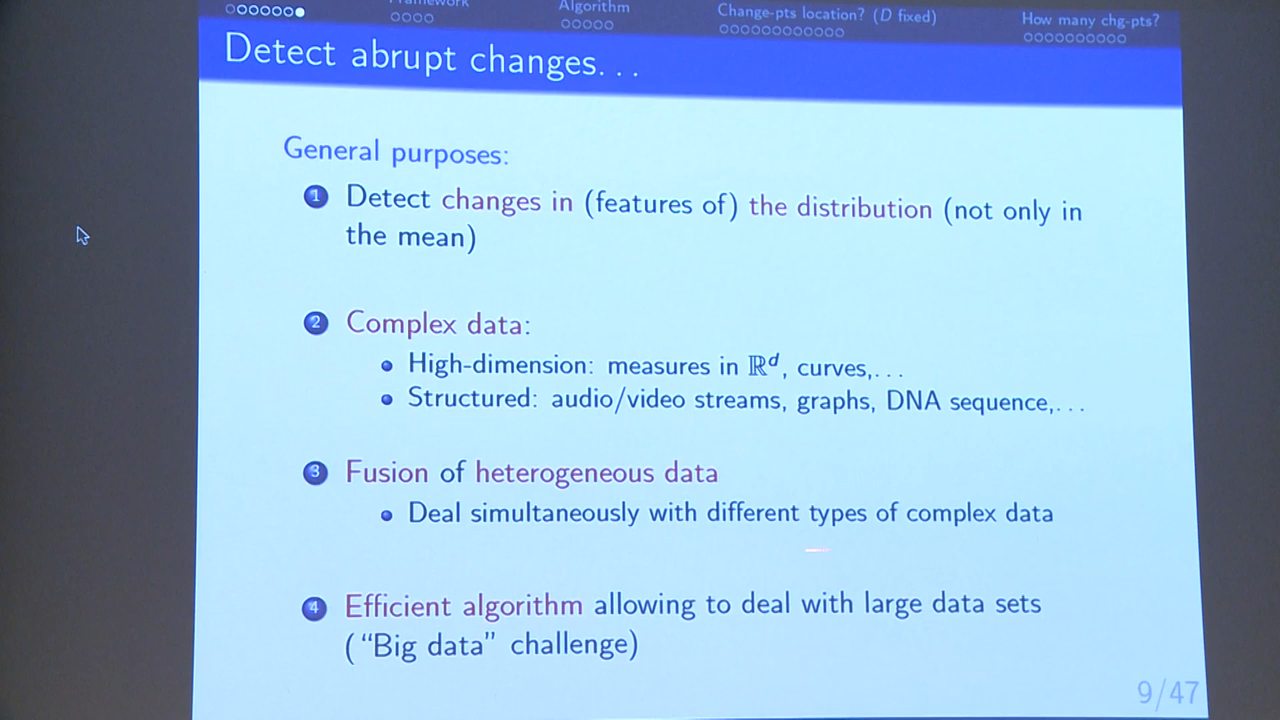 Framework
Algorithm
Change-pts location? (D fixed)
How many chg-pts?
Detect abrupt changes...
General purposes:
1 Detect changes in (features of) the distribution (not only in
the mean)
2 Complex data:
High-dimension: measures in ℝᵈ, curves,...
Structured: audio/video streams, graphs, DNA sequence,...
3 Fusion of heterogeneous data
Deal simultaneously with different types of complex data
4 Efficient algorithm allowing to deal with large data sets
("Big data" challenge)
9/47